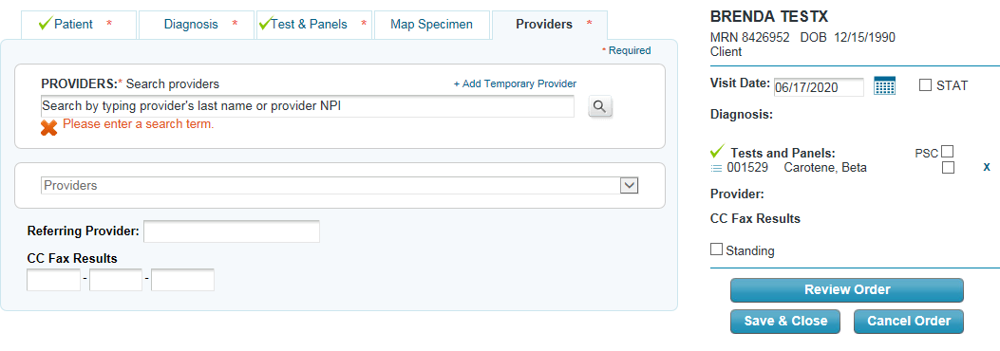 Patient *
Diagnosis *
Test & Panels *
Map Specimen
Providers *
* Required
PROVIDERS:* Search providers
+ Add Temporary Provider
Search by typing provider's last name or provider NPI
Please enter a search term.
Providers
Referring Provider:
CC Fax Results
- -
BRENDA TESTX
MRN 8426952 DOB 12/15/1990
Client
Visit Date: 06/17/2020 STAT
Diagnosis:
Tests and Panels: PSC
001529 Carotene, Beta x
Provider:
CC Fax Results
Standing
Review Order
Save & Close
Cancel Order